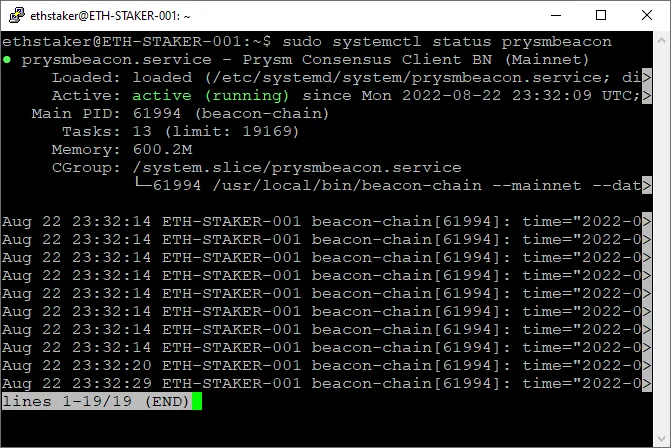 ethstaker@ETH-STAKER-001: ~
ethstaker@ETH-STAKER-001:~$ sudo systemctl status prysmbeacon
● prysmbeacon.service - Prysm Consensus Client BN (Mainnet)
Loaded: loaded (/etc/systemd/system/prysmbeacon.service; di>
Active: active (running) since Mon 2022-08-22 23:32:09 UTC;>
Main PID: 61994 (beacon-chain)
Tasks: 13 (limit: 19169)
Memory: 600.2M
CGroup: /system.slice/prysmbeacon.service
└─61994 /usr/local/bin/beacon-chain --mainnet --dat>
Aug 22 23:32:14 ETH-STAKER-001 beacon-chain[61994]: time="2022-0>
Aug 22 23:32:14 ETH-STAKER-001 beacon-chain[61994]: time="2022-0>
Aug 22 23:32:14 ETH-STAKER-001 beacon-chain[61994]: time="2022-0>
Aug 22 23:32:14 ETH-STAKER-001 beacon-chain[61994]: time="2022-0>
Aug 22 23:32:14 ETH-STAKER-001 beacon-chain[61994]: time="2022-0>
Aug 22 23:32:14 ETH-STAKER-001 beacon-chain[61994]: time="2022-0>
Aug 22 23:32:14 ETH-STAKER-001 beacon-chain[61994]: time="2022-0>
Aug 22 23:32:14 ETH-STAKER-001 beacon-chain[61994]: time="2022-0>
Aug 22 23:32:20 ETH-STAKER-001 beacon-chain[61994]: time="2022-0>
Aug 22 23:32:29 ETH-STAKER-001 beacon-chain[61994]: time="2022-0>
lines 1-19/19 (END)